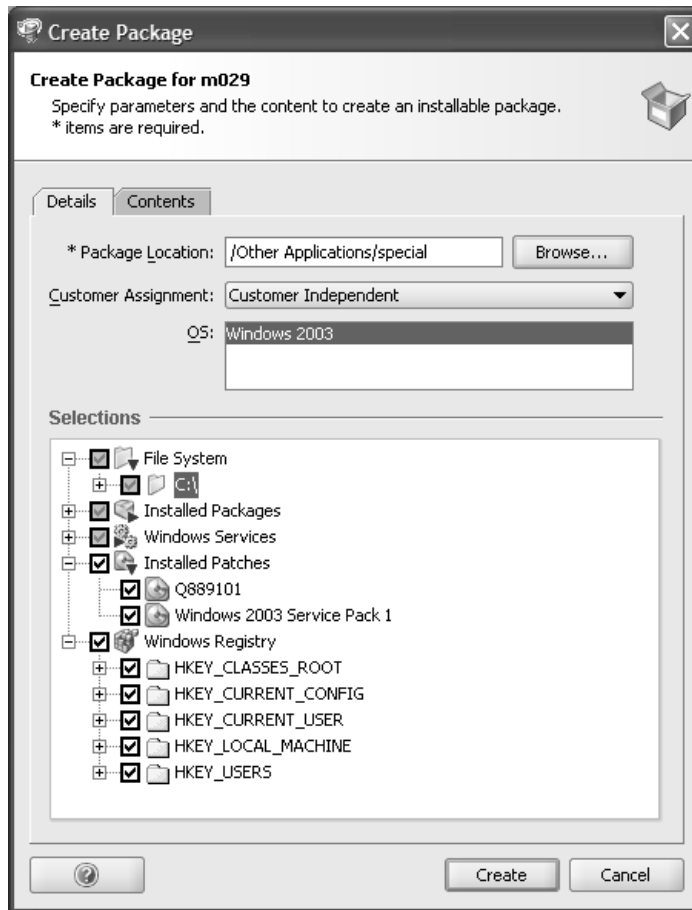 Create Package
Create Package for m029
Specify parameters and the content to create an installable package.
* items are required.
Details Contents
* Package Location: /Other Applications/special Browse...
Customer Assignment: Customer Independent
OS: Windows 2003
Selections
File System
C:\
Installed Packages
Windows Services
Installed Patches
Q889101
Windows 2003 Service Pack 1
Windows Registry
HKEY_CLASSES_ROOT
HKEY_CURRENT_CONFIG
HKEY_CURRENT_USER
HKEY_LOCAL_MACHINE
HKEY_USERS
? Create Cancel